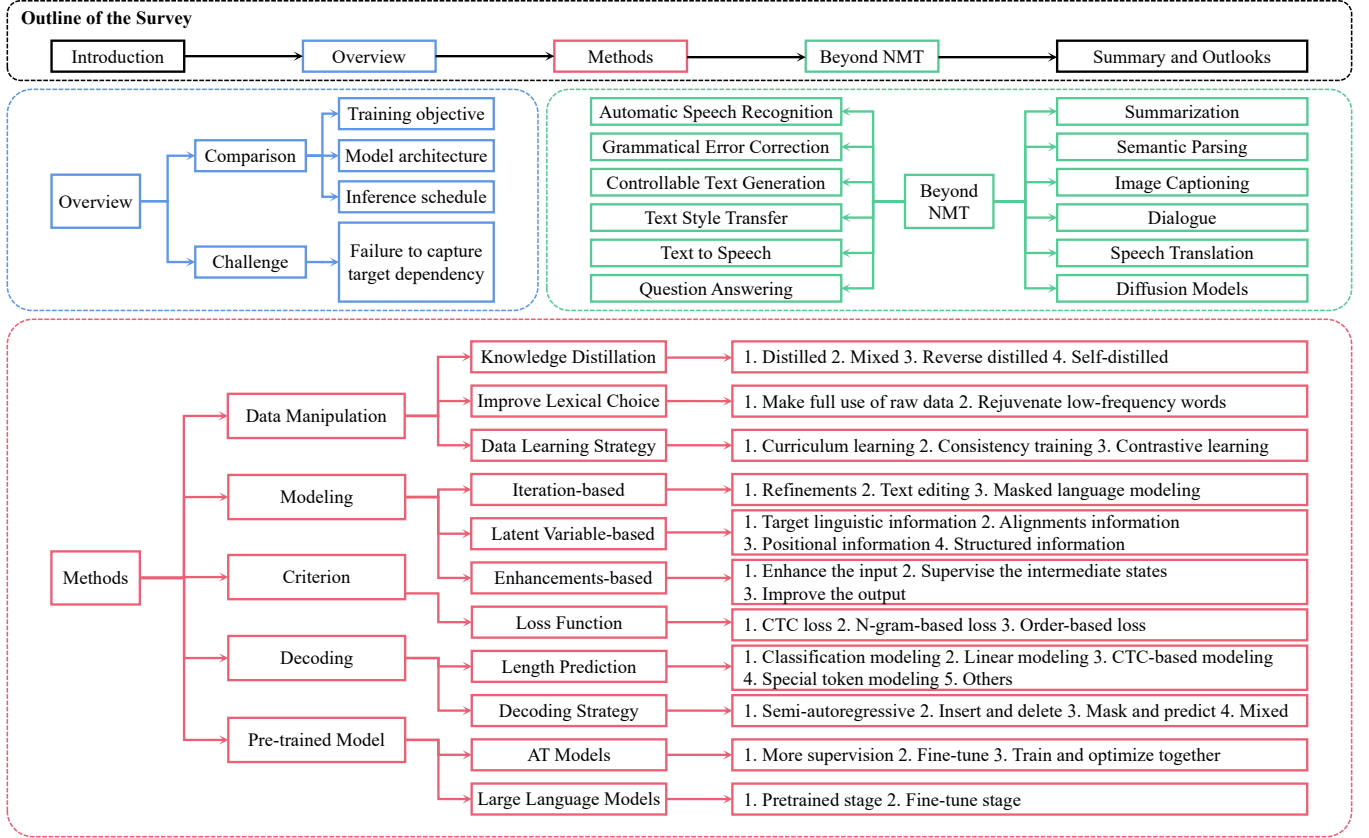 Outline of the Survey
Introduction
Overview
Methods
Beyond NMT
Summary and Outlooks
Overview
Comparison
Training objective
Model architecture
Inference schedule
Challenge
Failure to capture
target dependency
Automatic Speech Recognition
Grammatical Error Correction
Controllable Text Generation
Text Style Transfer
Text to Speech
Question Answering
Beyond
NMT
Summarization
Semantic Parsing
Image Captioning
Dialogue
Speech Translation
Diffusion Models
Methods
Data Manipulation
Knowledge Distillation
1. Distilled 2. Mixed 3. Reverse distilled 4. Self-distilled
Improve Lexical Choice
1. Make full use of raw data 2. Rejuvenate low-frequency words
Data Learning Strategy
1. Curriculum learning 2. Consistency training 3. Contrastive learning
Modeling
Iteration-based
1. Refinements 2. Text editing 3. Masked language modeling
Latent Variable-based
1. Target linguistic information 2. Alignments information
3. Positional information 4. Structured information
Enhancements-based
1. Enhance the input 2. Supervise the intermediate states
3. Improve the output
Criterion
Loss Function
1. CTC loss 2. N-gram-based loss 3. Order-based loss
Decoding
Length Prediction
1. Classification modeling 2. Linear modeling 3. CTC-based modeling
4. Special token modeling 5. Others
Decoding Strategy
1. Semi-autoregressive 2. Insert and delete 3. Mask and predict 4. Mixed
Pre-trained Model
AT Models
1. More supervision 2. Fine-tune 3. Train and optimize together
Large Language Models
1. Pretrained stage 2. Fine-tune stage